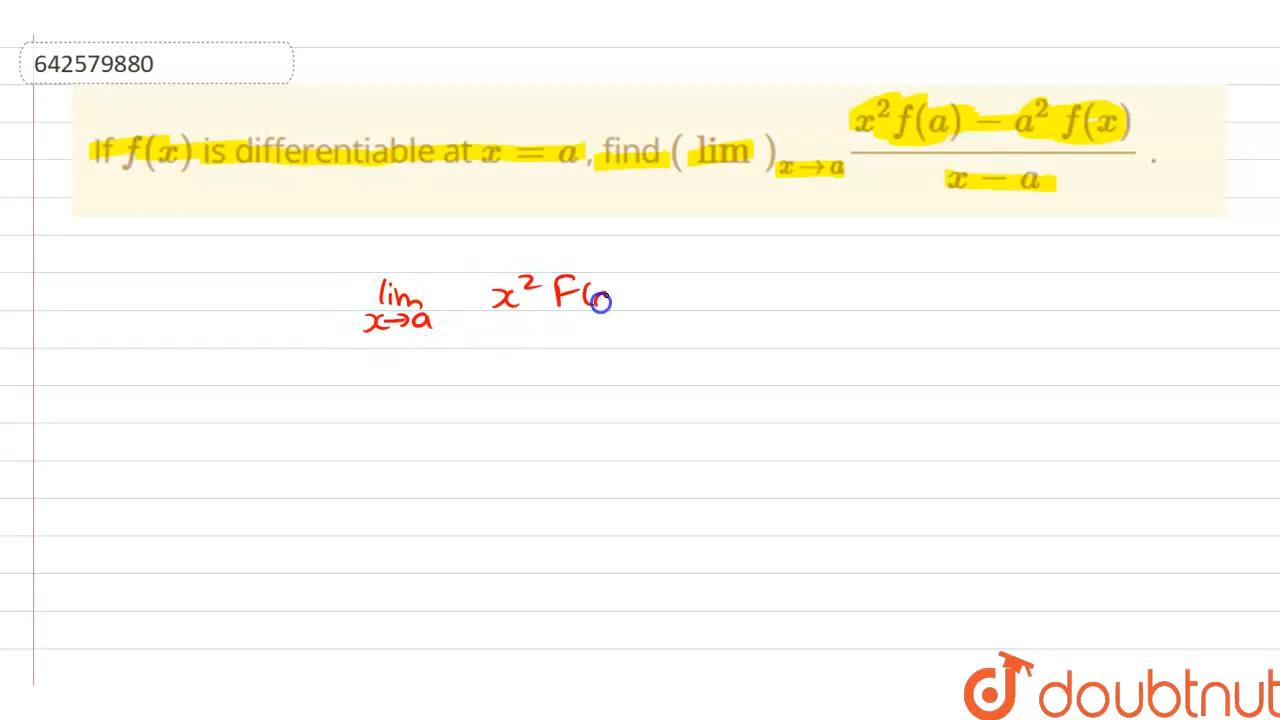 642579880
If f(x) is differentiable at x = a, find ( lim )ₓ→ₐ x²f(a) − a² f(x) / x − a .
lim x² F(
x→a
doubtnut